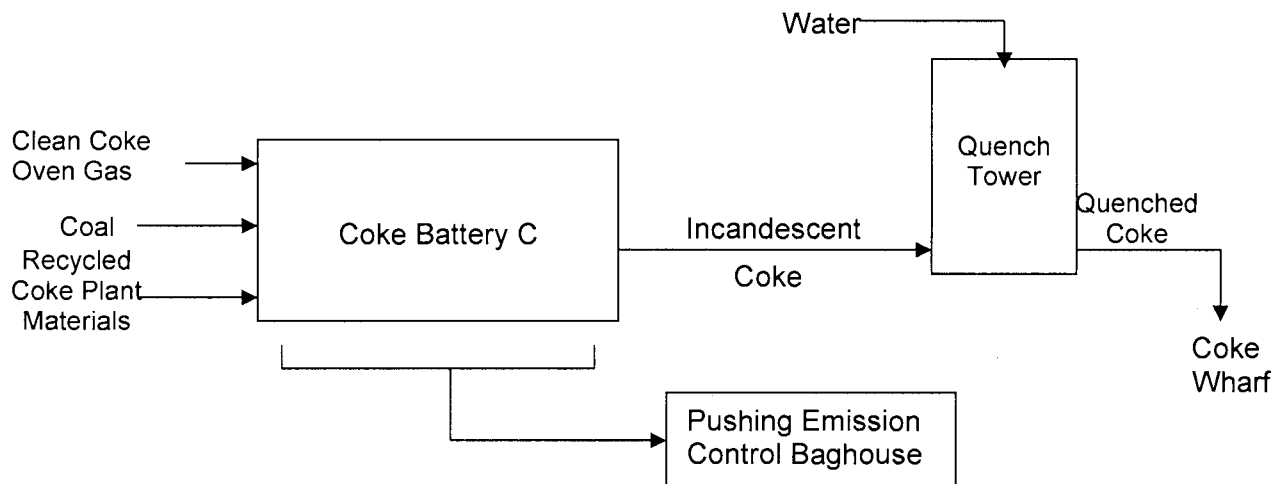 Water
Clean Coke
Oven Gas
Coal
Recycled
Coke Plant
Materials
Coke Battery C
Incandescent
Coke
Quench
Tower
Quenched
Coke
Coke
Wharf
Pushing Emission
Control Baghouse